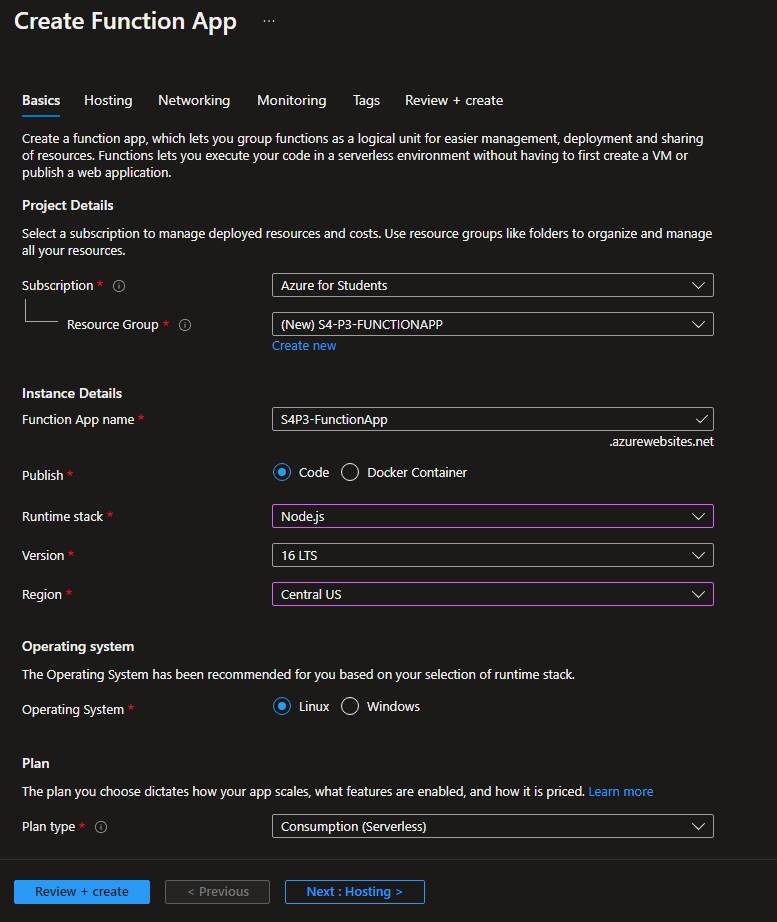 Create Function App ...
Basics Hosting Networking Monitoring Tags Review + create
Create a function app, which lets you group functions as a logical unit for easier management, deployment and sharing
of resources. Functions lets you execute your code in a serverless environment without having to first create a VM or
publish a web application.
Project Details
Select a subscription to manage deployed resources and costs. Use resource groups like folders to organize and manage
all your resources.
Subscription * Azure for Students
Resource Group * (New) S4-P3-FUNCTIONAPP
Create new
Instance Details
Function App name * S4P3-FunctionApp
.azurewebsites.net
Publish * Code Docker Container
Runtime stack * Node.js
Version * 16 LTS
Region * Central US
Operating system
The Operating System has been recommended for you based on your selection of runtime stack.
Operating System * Linux Windows
Plan
The plan you choose dictates how your app scales, what features are enabled, and how it is priced. Learn more
Plan type * Consumption (Serverless)
Review + create < Previous Next : Hosting >